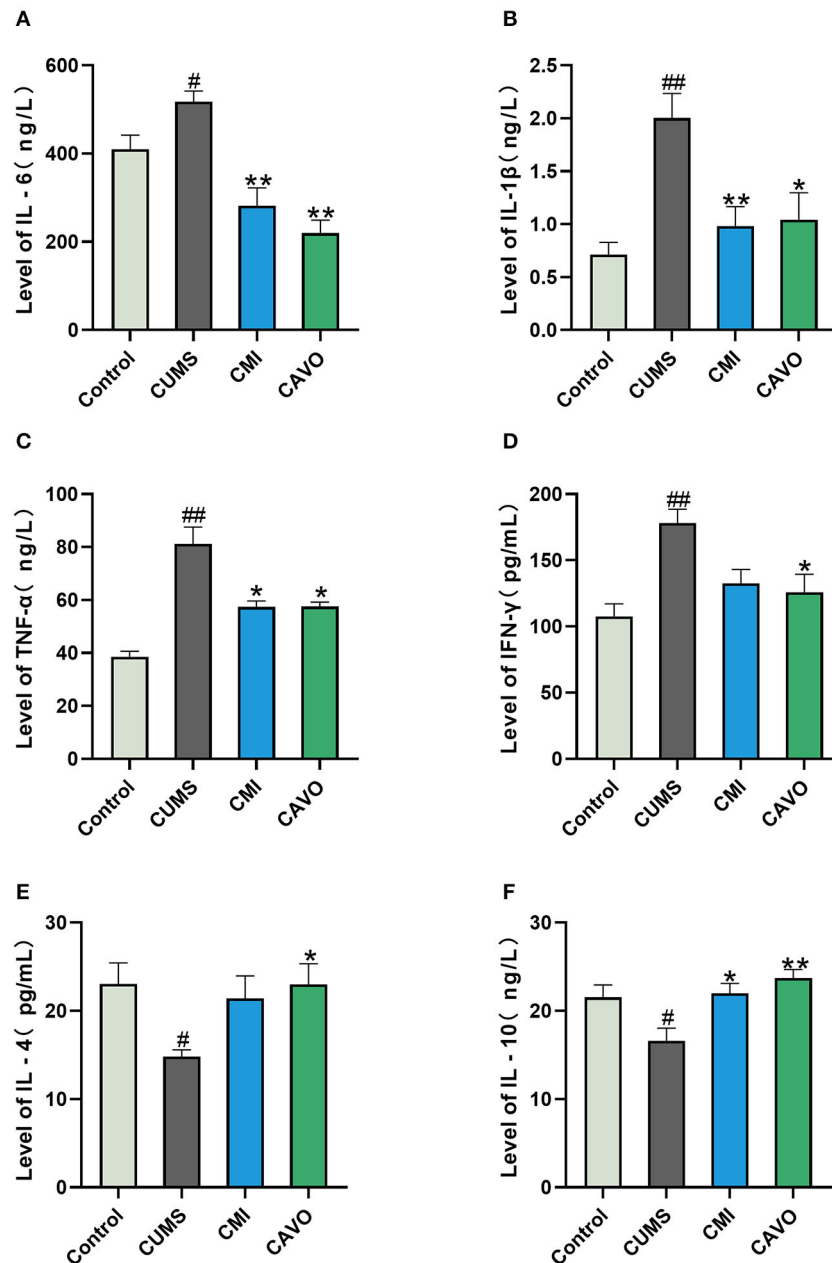 A
Level of IL - 6( ng/L)
600
400
200
0
#
**
**
Control
CUMS
CMI
CAVO
B
Level of IL-1β( ng/L)
2.5
2.0
1.5
1.0
0.5
0.0
##
**
*
Control
CUMS
CMI
CAVO
C
Level of TNF-α( ng/L)
100
80
60
40
20
0
##
*
*
Control
CUMS
CMI
CAVO
D
Level of IFN-γ( pg/mL)
200
150
100
50
0
##
*
Control
CUMS
CMI
CAVO
E
Level of IL - 4( pg/mL)
30
20
10
0
#
*
Control
CUMS
CMI
CAVO
F
Level of IL - 10( ng/L)
30
20
10
0
#
*
**
Control
CUMS
CMI
CAVO